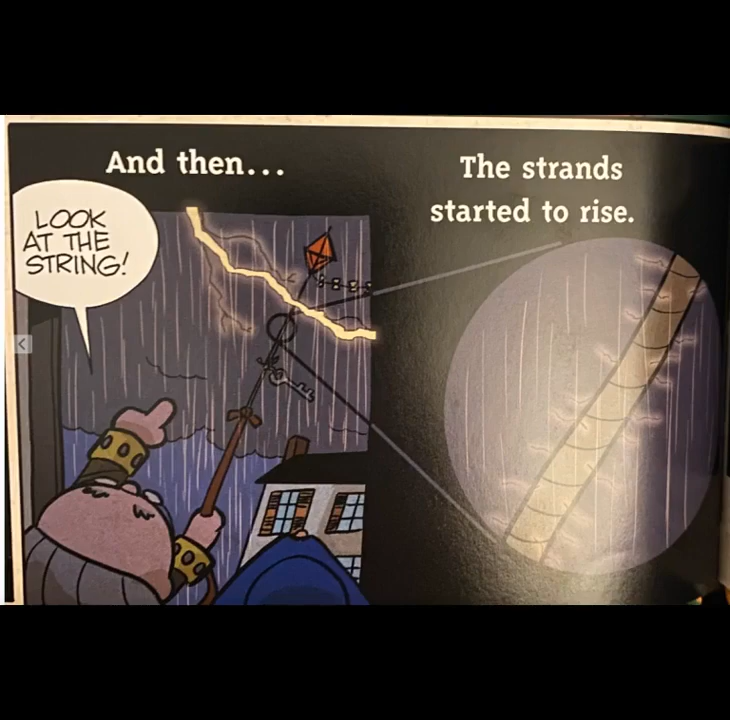 And then...
LOOK
AT THE
STRING!
The strands
started to rise.